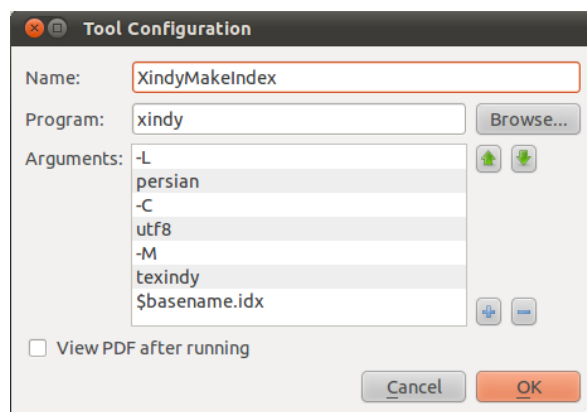 Tool Configuration
Name: XindyMakeIndex
Program: xindy Browse...
Arguments: -L
persian
-C
utf8
-M
texindy
$basename.idx
View PDF after running
Cancel OK